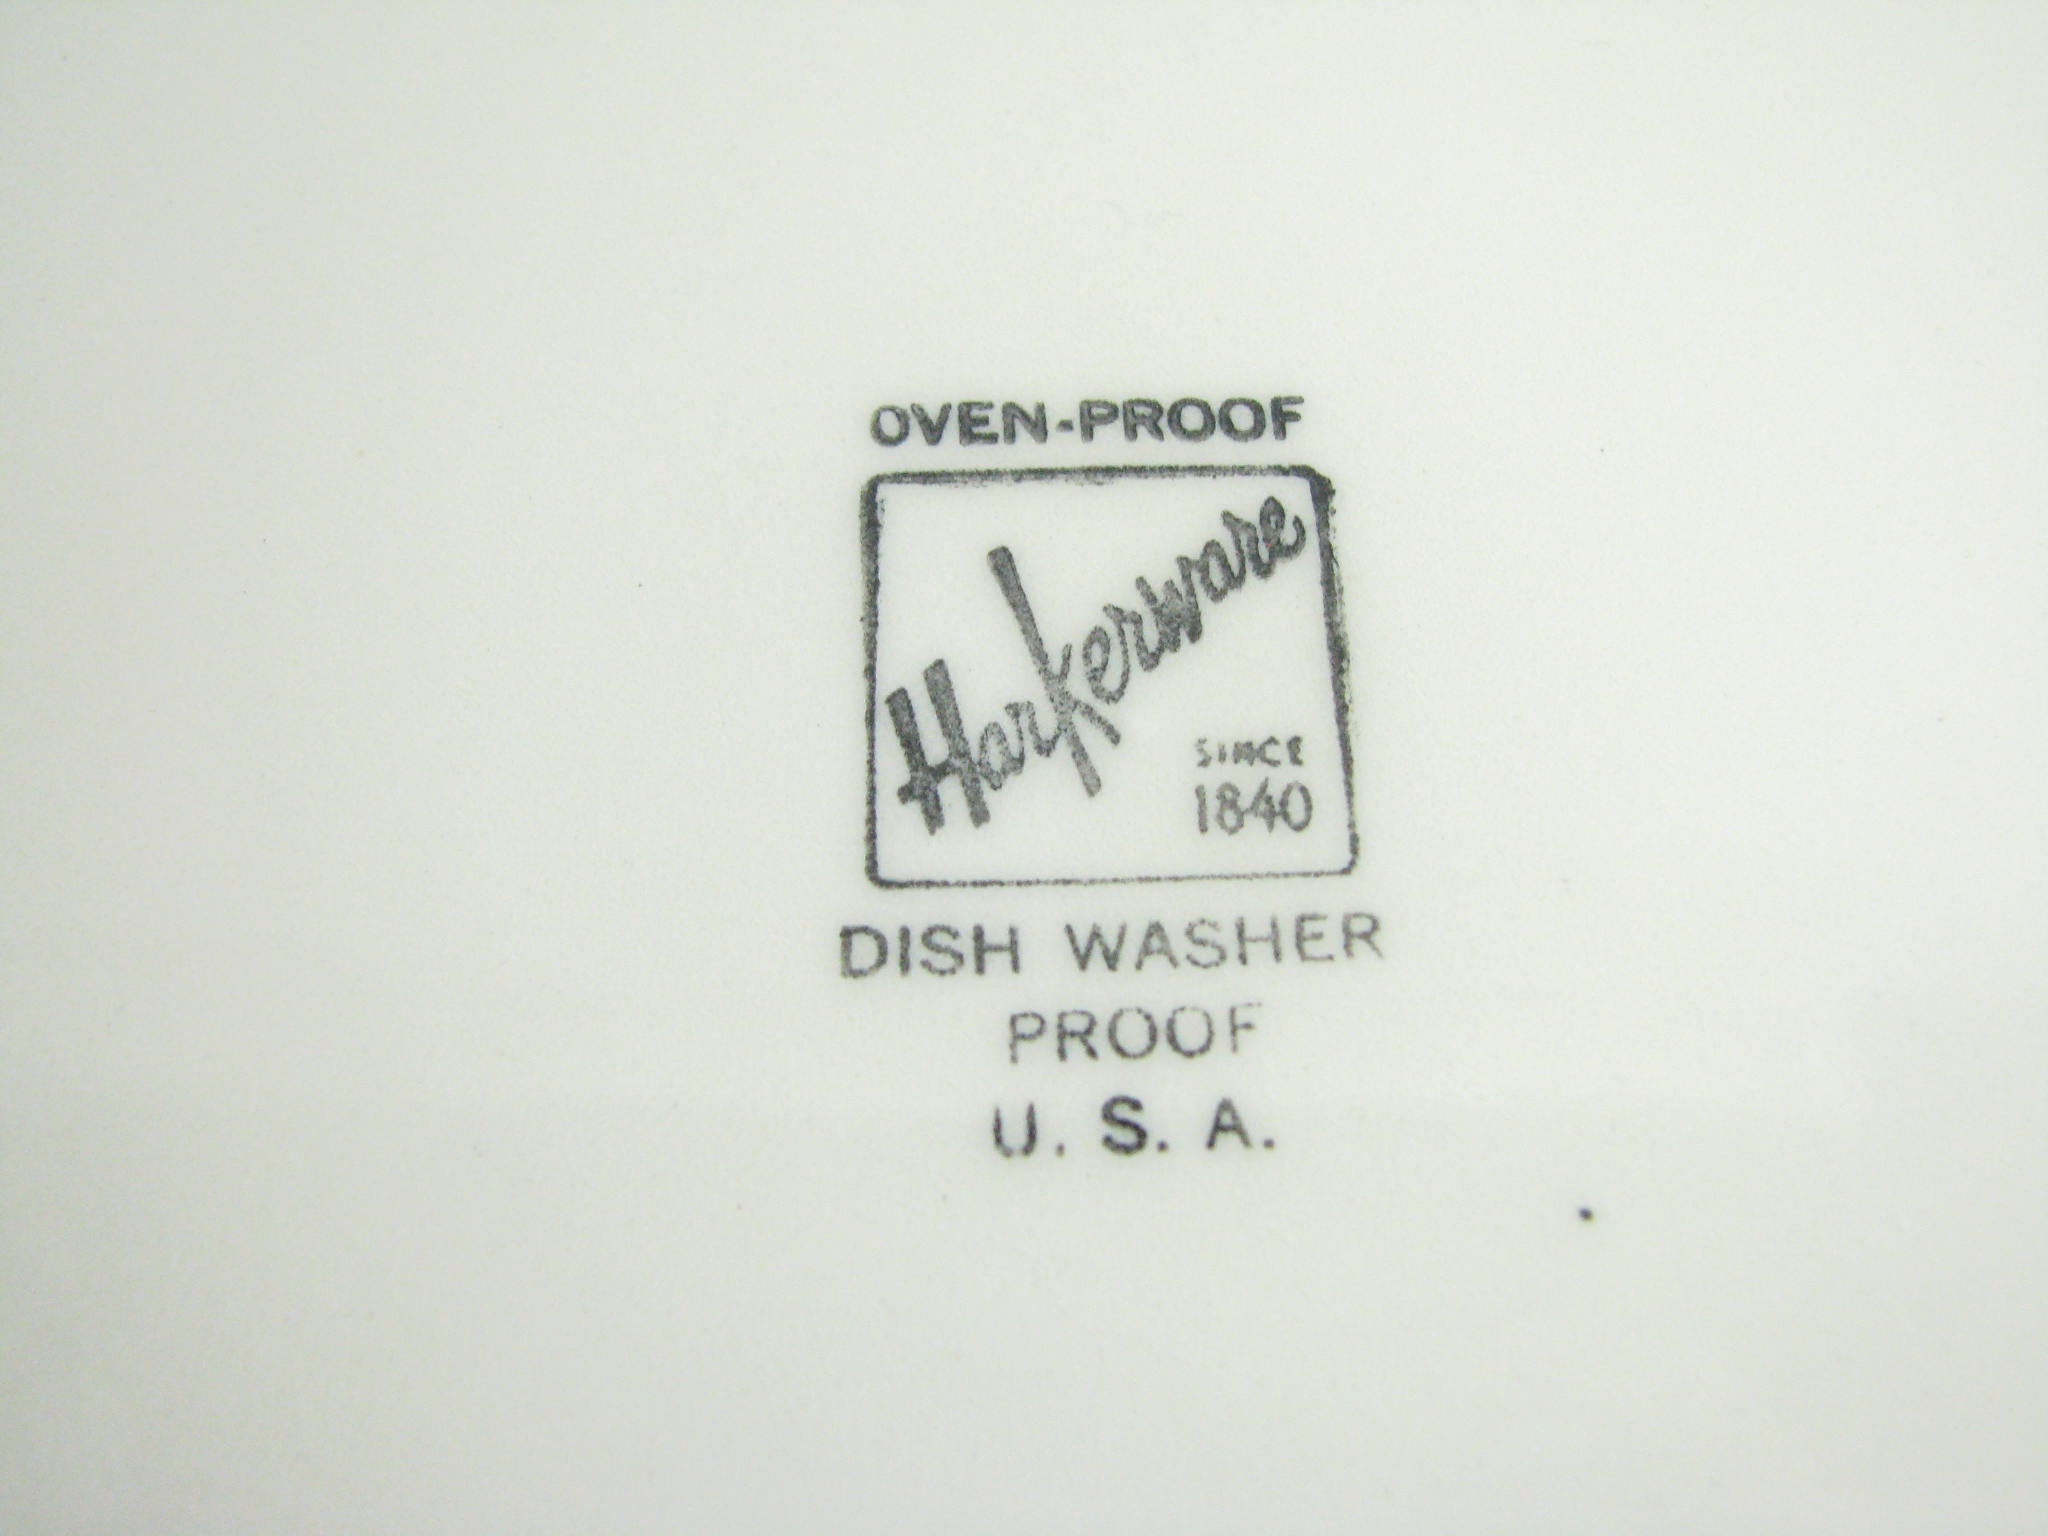 OVEN-PROOF
Harkerware
SINCE
1840
DISH WASHER
PROOF
U. S. A.